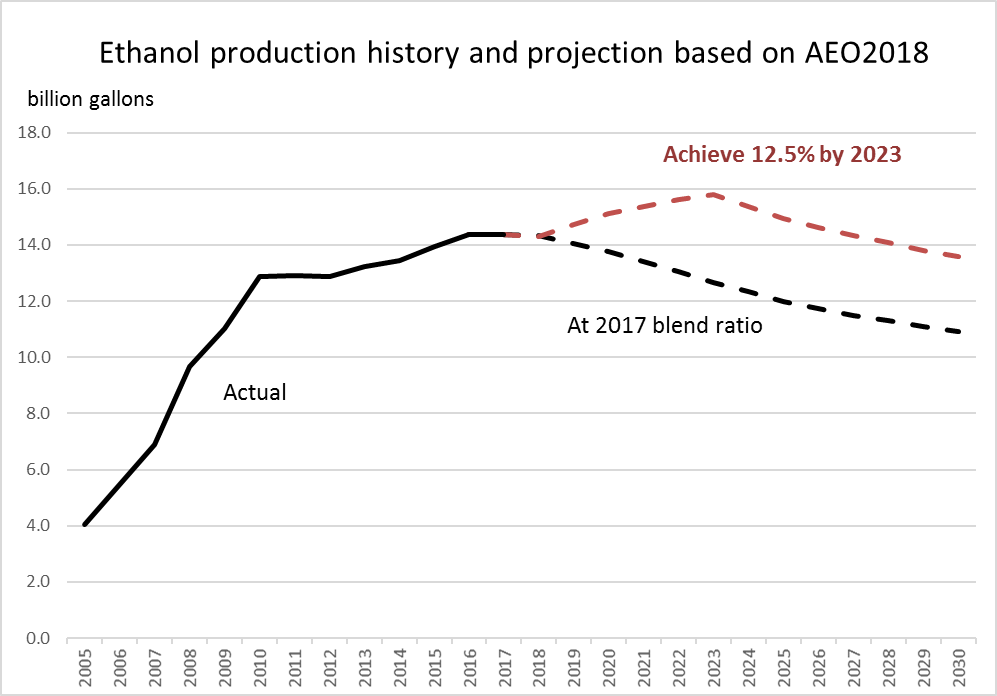 Ethanol production history and projection based on AEO2018
billion gallons
18.0
Achieve 12.5% by 2023
16.0
14.0
12.0
At 2017 blend ratio
10.0
Actual
8.0
6.0
4.0
2.0
0.0
2005 2006 2007 2008 2009 2010 2011 2012 2013 2014 2015 2016 2017 2018 2019 2020 2021 2022 2023 2024 2025 2026 2027 2028 2029 2030